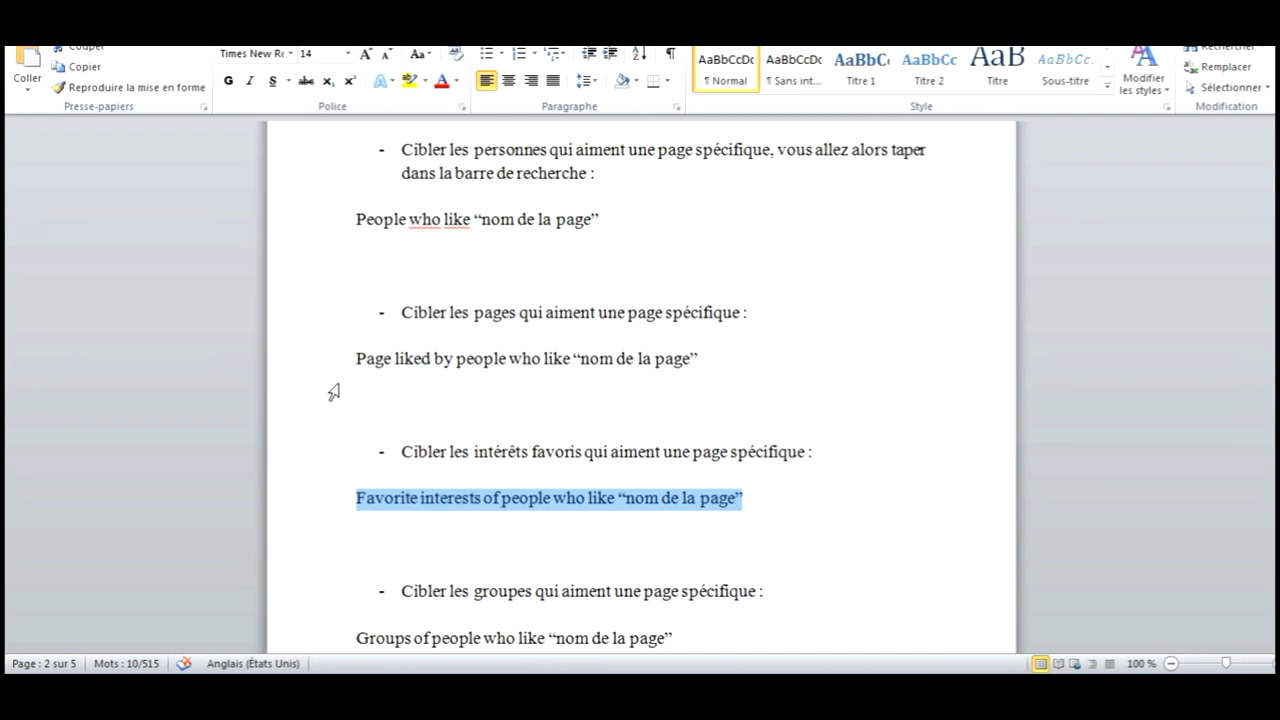 Couper
Times New Ro 14 Aa
AaBbCcDc AaBbCcDc AaBbC AaBbCc AaB AaBbCc.
Rechercher
Coller
Copier
Remplacer
Reproduire la mise en forme
G I S abc x₂ x² A ab A
¶ Normal ¶ Sans int... Titre 1 Titre 2 Titre Sous-titre
Modifier les styles
Sélectionner
Presse-papiers Police Paragraphe Style Modification
- Cibler les personnes qui aiment une page spécifique, vous allez alors taper
dans la barre de recherche :
People who like “nom de la page”
- Cibler les pages qui aiment une page spécifique :
Page liked by people who like “nom de la page”
- Cibler les intérêts favoris qui aiment une page spécifique :
Favorite interests of people who like “nom de la page”
- Cibler les groupes qui aiment une page spécifique :
Groups of people who like “nom de la page”
Page : 2 sur 5 Mots : 10/515 Anglais (États Unis) 100 %